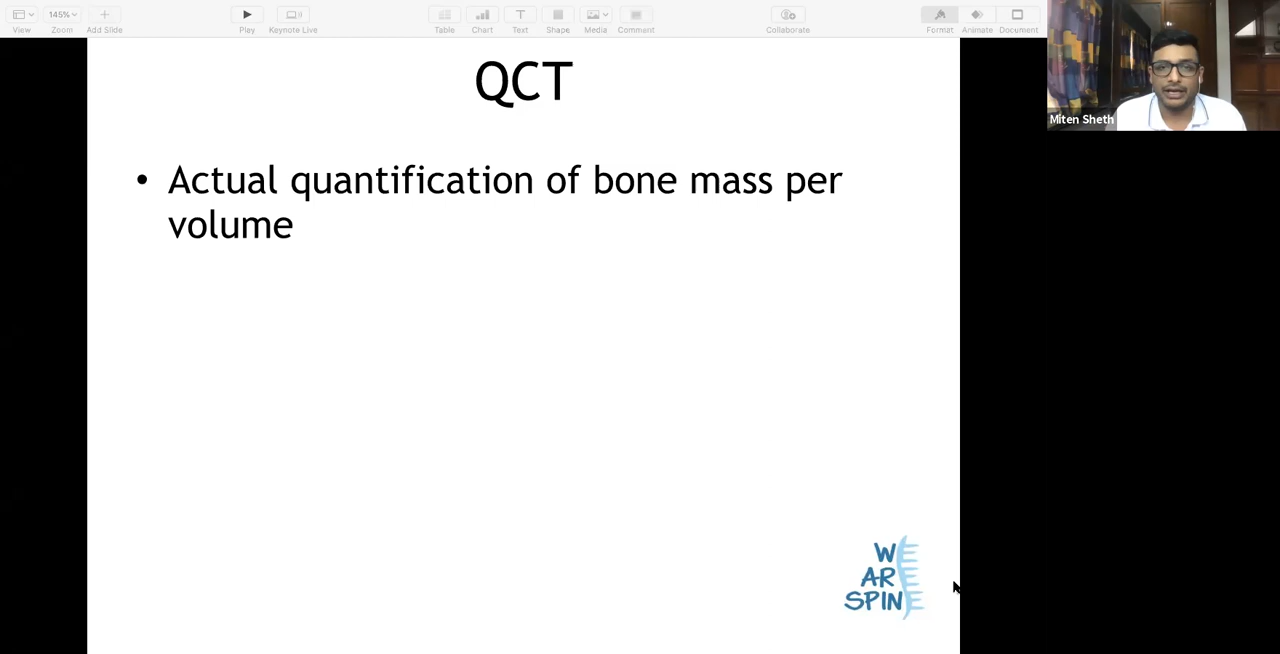 View
145%
Zoom
Add Slide
Play
Keynote Live
Table
Chart
Text
Shape
Media
Comment
Collaborate
Format
Animate
Document
Miten Sheth
QCT
• Actual quantification of bone mass per
volume
WE
AR
SPINE